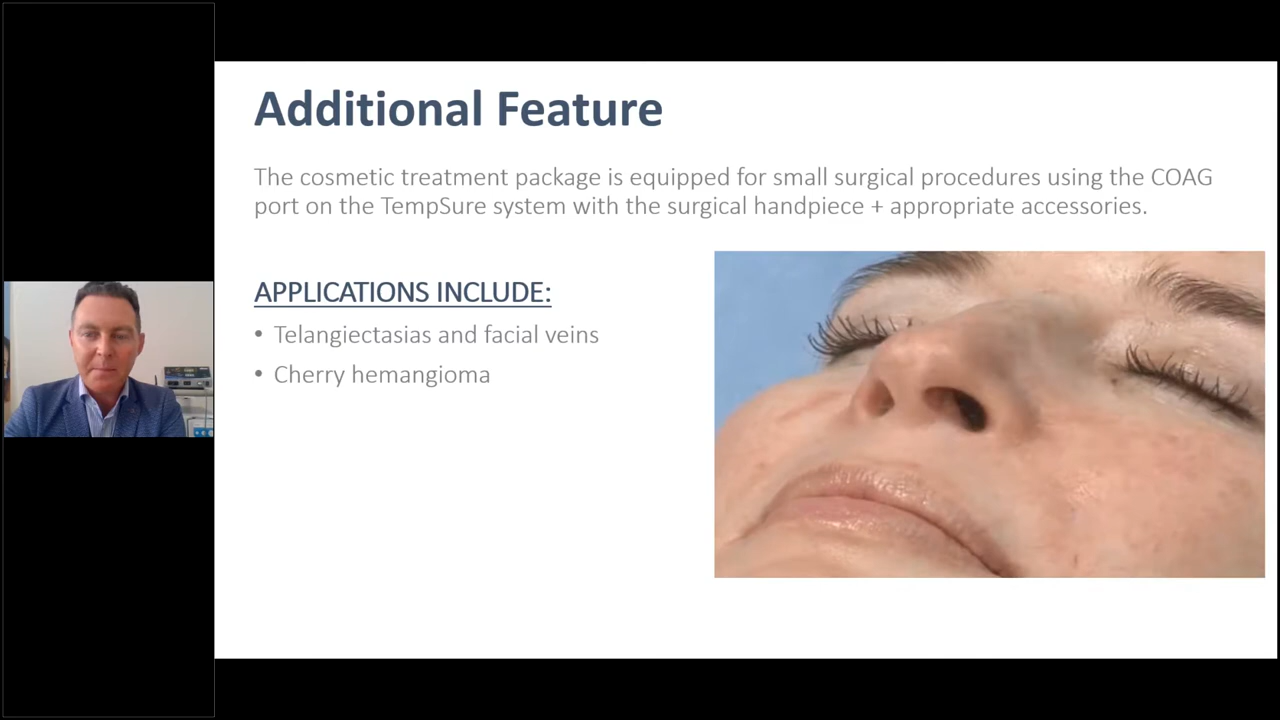 Additional Feature
The cosmetic treatment package is equipped for small surgical procedures using the COAG
port on the TempSure system with the surgical handpiece + appropriate accessories.
APPLICATIONS INCLUDE:
• Telangiectasias and facial veins
• Cherry hemangioma